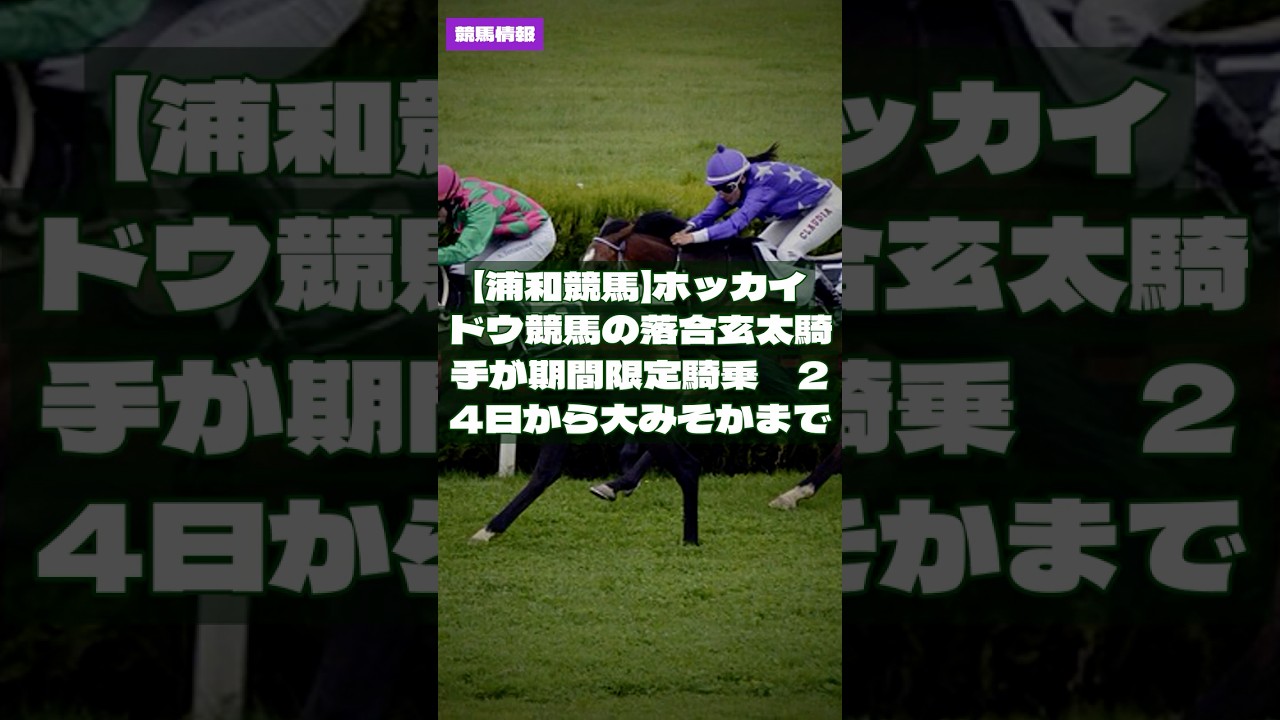 競馬情報
【浦和競馬】ホッカイ
ドウ競馬の落合玄太騎
手が期間限定騎乗　２
４日から大みそかまで
CLAUDIA